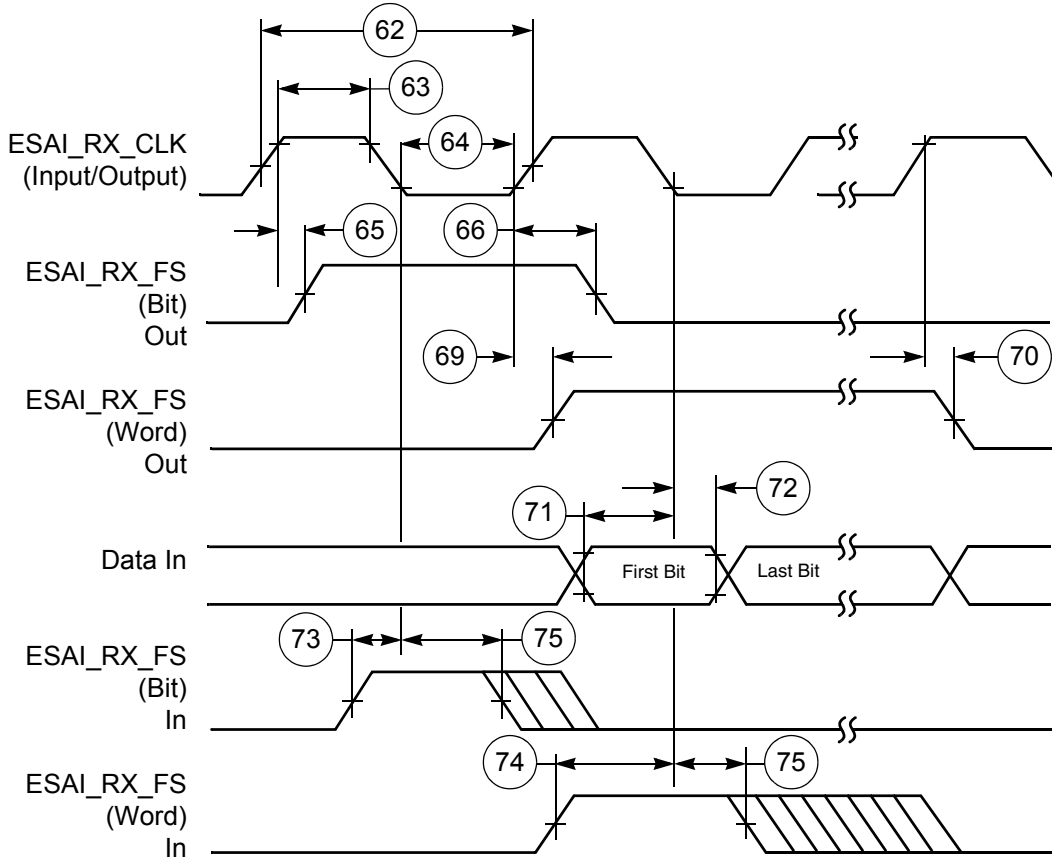 62
63
ESAI_RX_CLK
(Input/Output)
64
65
66
ESAI_RX_FS
(Bit)
Out
69
70
ESAI_RX_FS
(Word)
Out
71
72
Data In
First Bit
Last Bit
73
75
ESAI_RX_FS
(Bit)
In
74
75
ESAI_RX_FS
(Word)
In